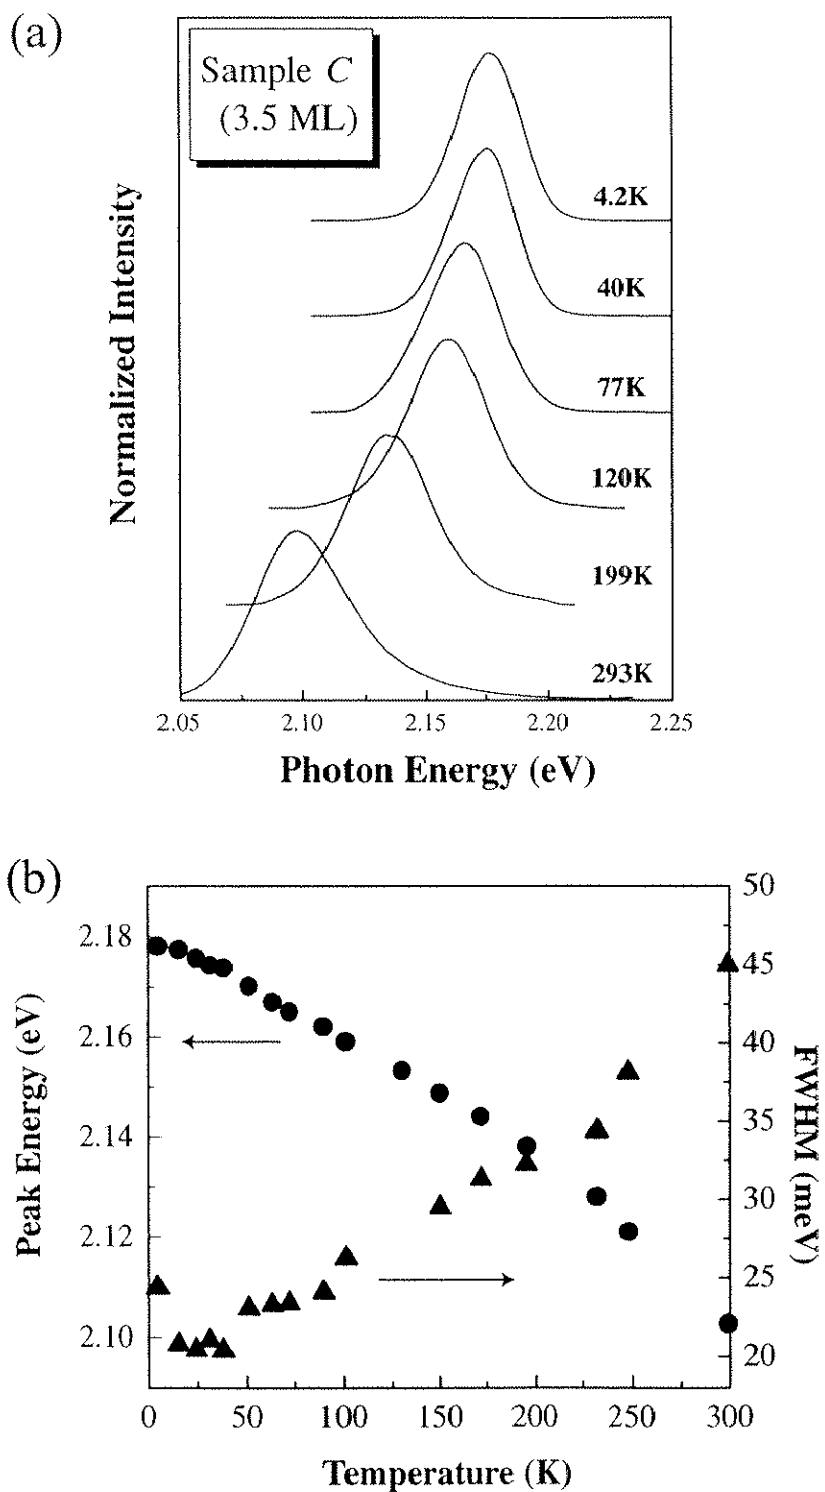 (a)
Sample C
(3.5 ML)
Normalized Intensity
4.2K
40K
77K
120K
199K
293K
2.05 2.10 2.15 2.20 2.25
Photon Energy (eV)
(b)
50
2.18
45
2.16
40
2.14
35
30
2.12
25
2.10
20
Peak Energy (eV)
FWHM (meV)
0 50 100 150 200 250 300
Temperature (K)